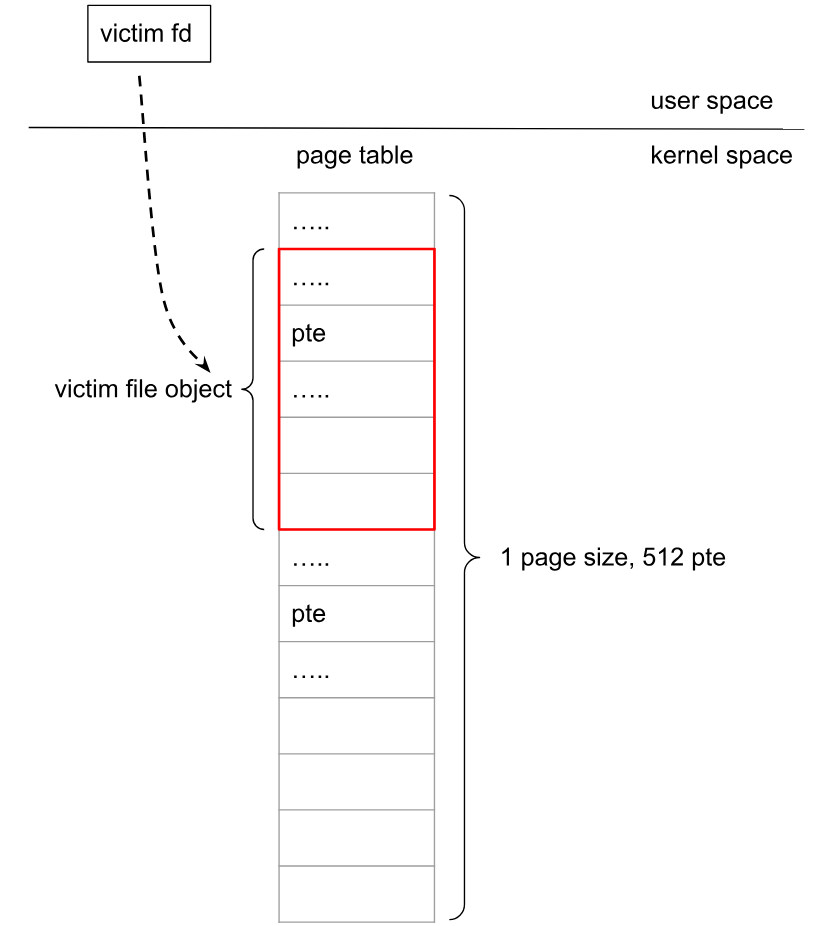 victim fd
user space
page table
kernel space
.....
.....
pte
.....
victim file object
.....
1 page size, 512 pte
pte
.....